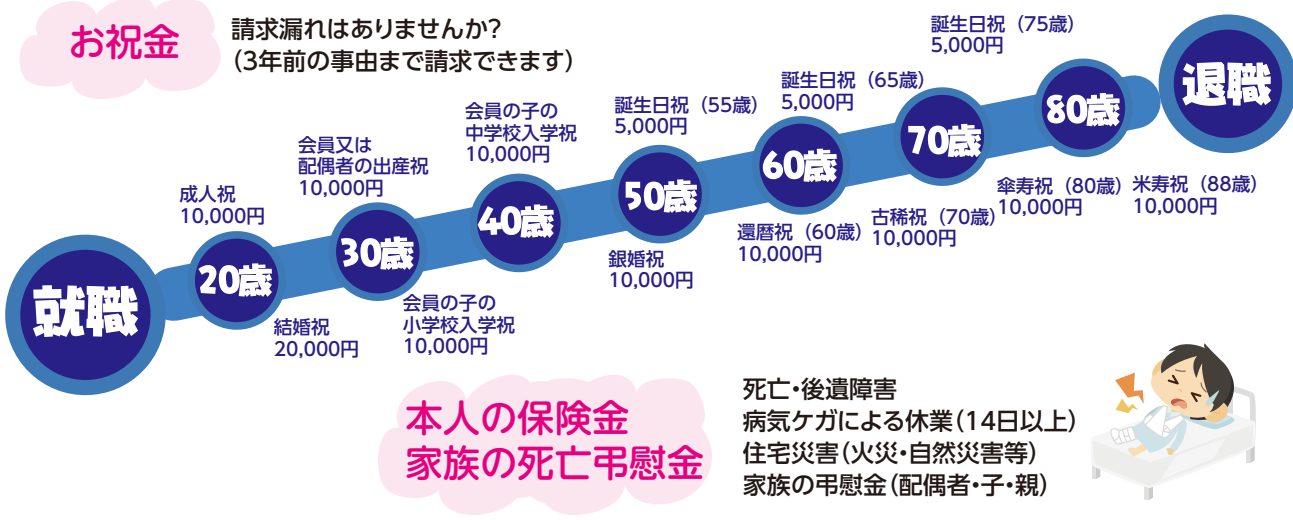 お祝金
請求漏れはありませんか?
(3年前の事由まで請求できます)
就職
20歳
成人祝
10,000円
結婚祝
20,000円
30歳
会員又は
配偶者の出産祝
10,000円
会員の子の
小学校入学祝
10,000円
40歳
会員の子の
中学校入学祝
10,000円
50歳
誕生日祝(55歳)
5,000円
銀婚祝
10,000円
60歳
誕生日祝(65歳)
5,000円
還暦祝(60歳)
10,000円
70歳
古稀祝(70歳)
10,000円
誕生日祝(75歳)
5,000円
80歳
傘寿祝(80歳)
10,000円
米寿祝(88歳)
10,000円
退職
本人の保険金
家族の死亡弔慰金
死亡・後遺障害
病気ケガによる休業(14日以上)
住宅災害(火災・自然災害等)
家族の弔慰金(配偶者・子・親)